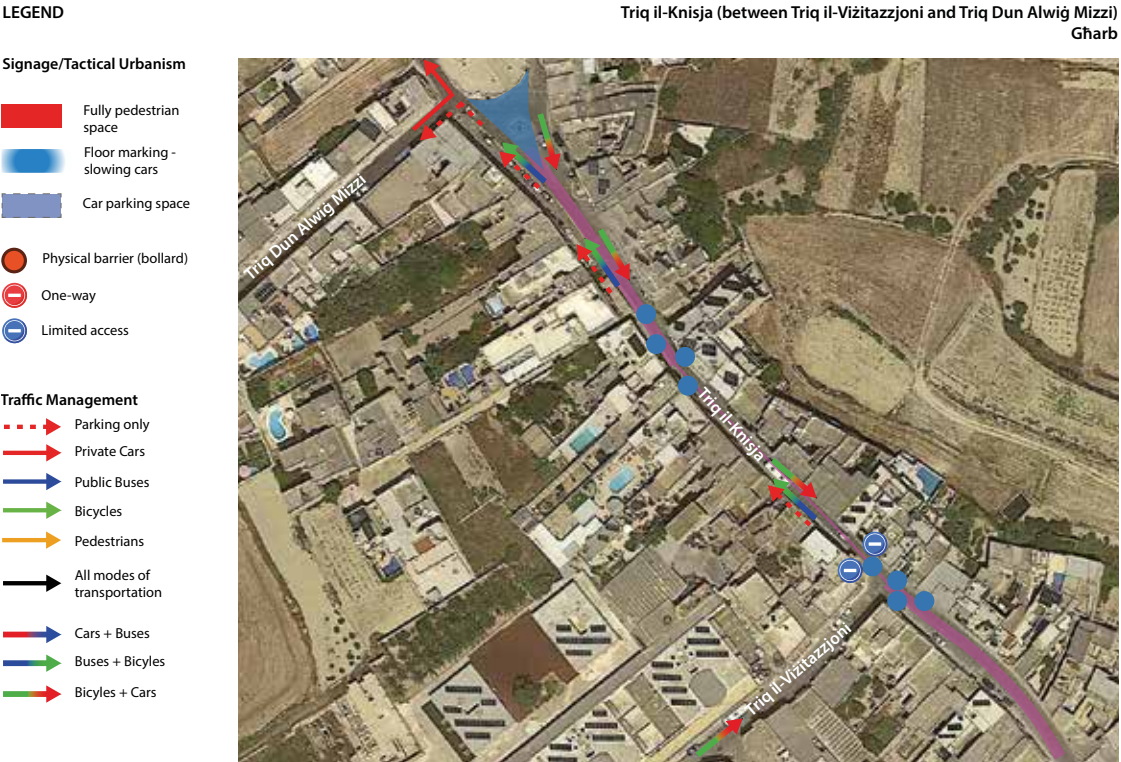 LEGEND
Triq il-Knisja (between Triq il-Viżitazzjoni and Triq Dun Alwiġ Mizzi)
Għarb
Signage/Tactical Urbanism
Fully pedestrian
space
Floor marking -
slowing cars
Car parking space
Physical barrier (bollard)
One-way
Limited access
Traffic Management
Parking only
Private Cars
Public Buses
Bicycles
Pedestrians
All modes of
transportation
Cars + Buses
Buses + Bicyles
Bicyles + Cars
Triq Dun Alwiġ Mizzi
Triq il-Knisja
Triq il-Viżitazzjoni